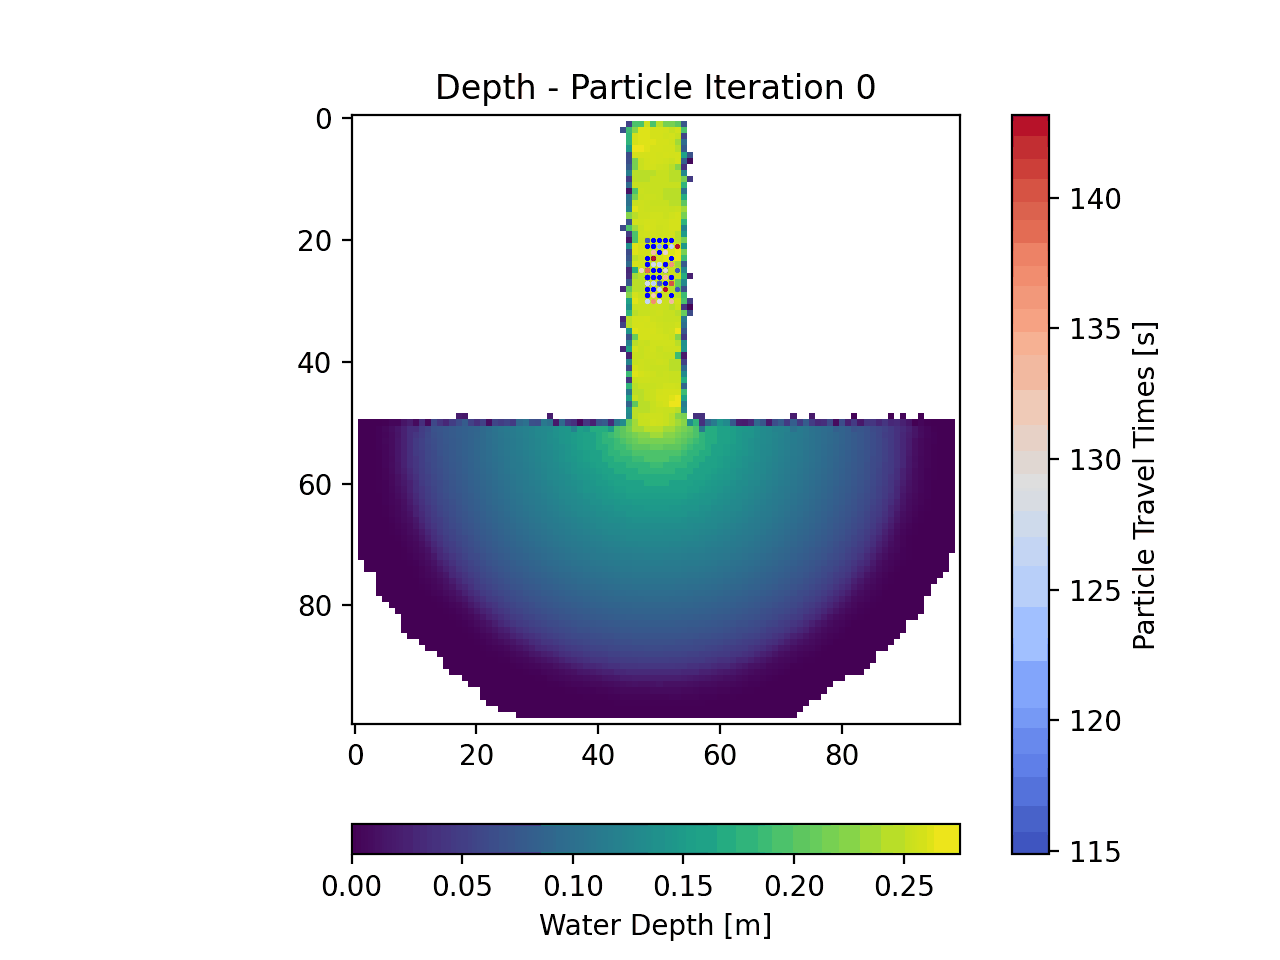 Depth - Particle Iteration 0
0
20
40
60
80
0 20 40 60 80
140
135
130
125
120
115
Particle Travel Times [s]
0.00 0.05 0.10 0.15 0.20 0.25
Water Depth [m]